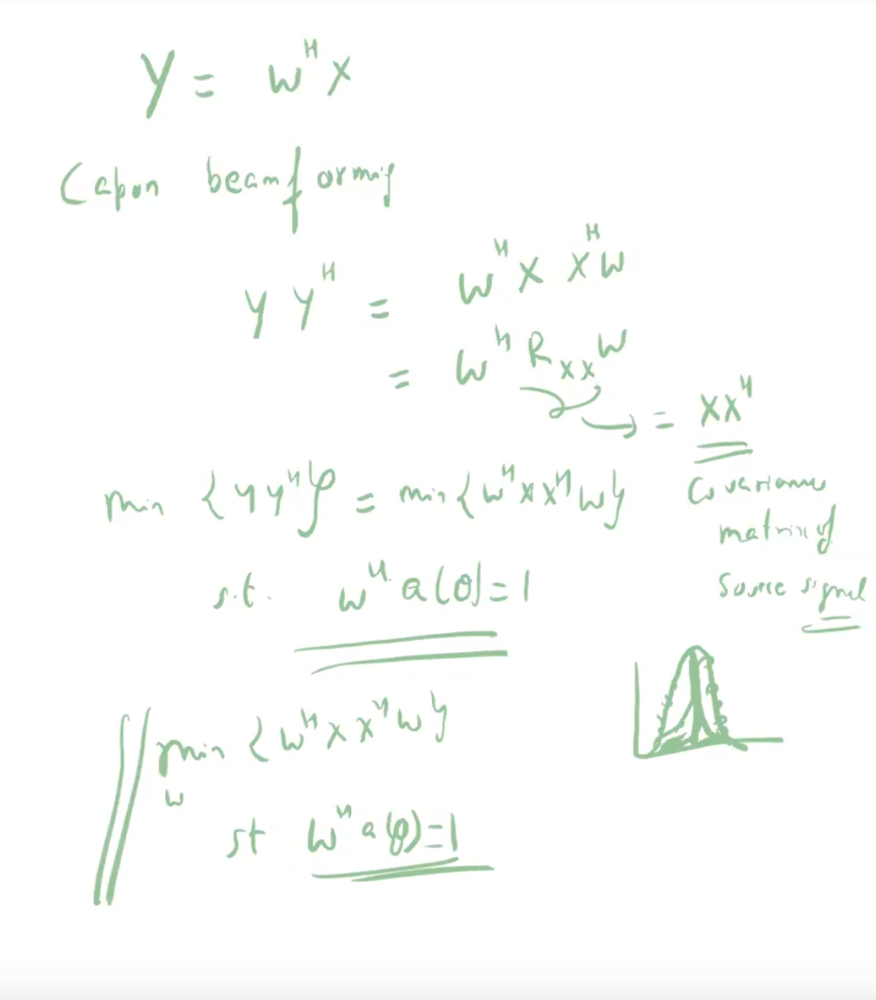 Y = w^H x
Capon beamforming
y y^H = w^H x x^H w
= w^H R_xx w
= xx^H
Covariance
matrix of
source signal
min {y y^H} = min {w^H x x^H w}
s.t. w^H a(θ) = 1
min {w^H x x^H w}
w
st w^H a(θ) = 1